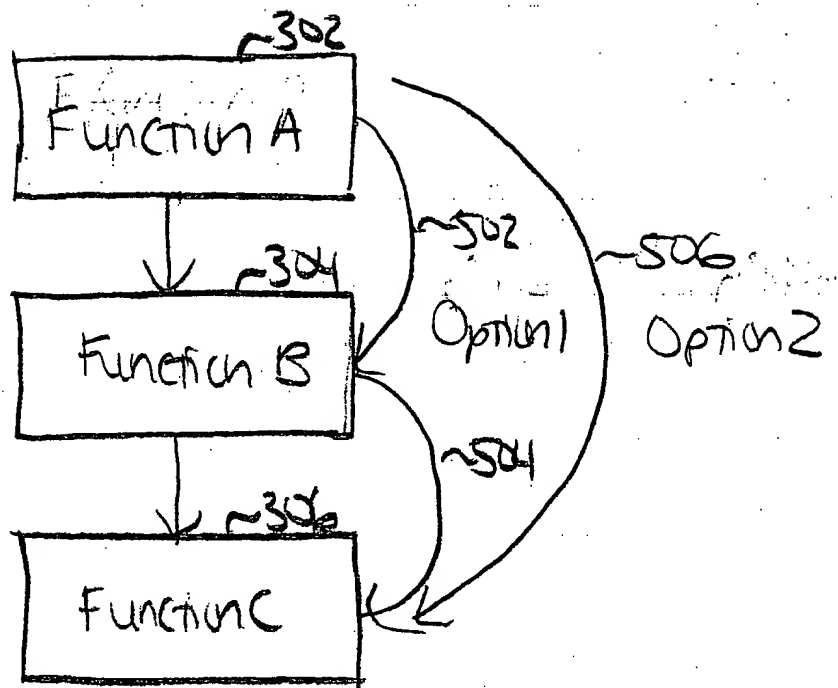 ~302
Function A
~502
~304
~506
Function B
Option1
Option2
~504
~306
Function C